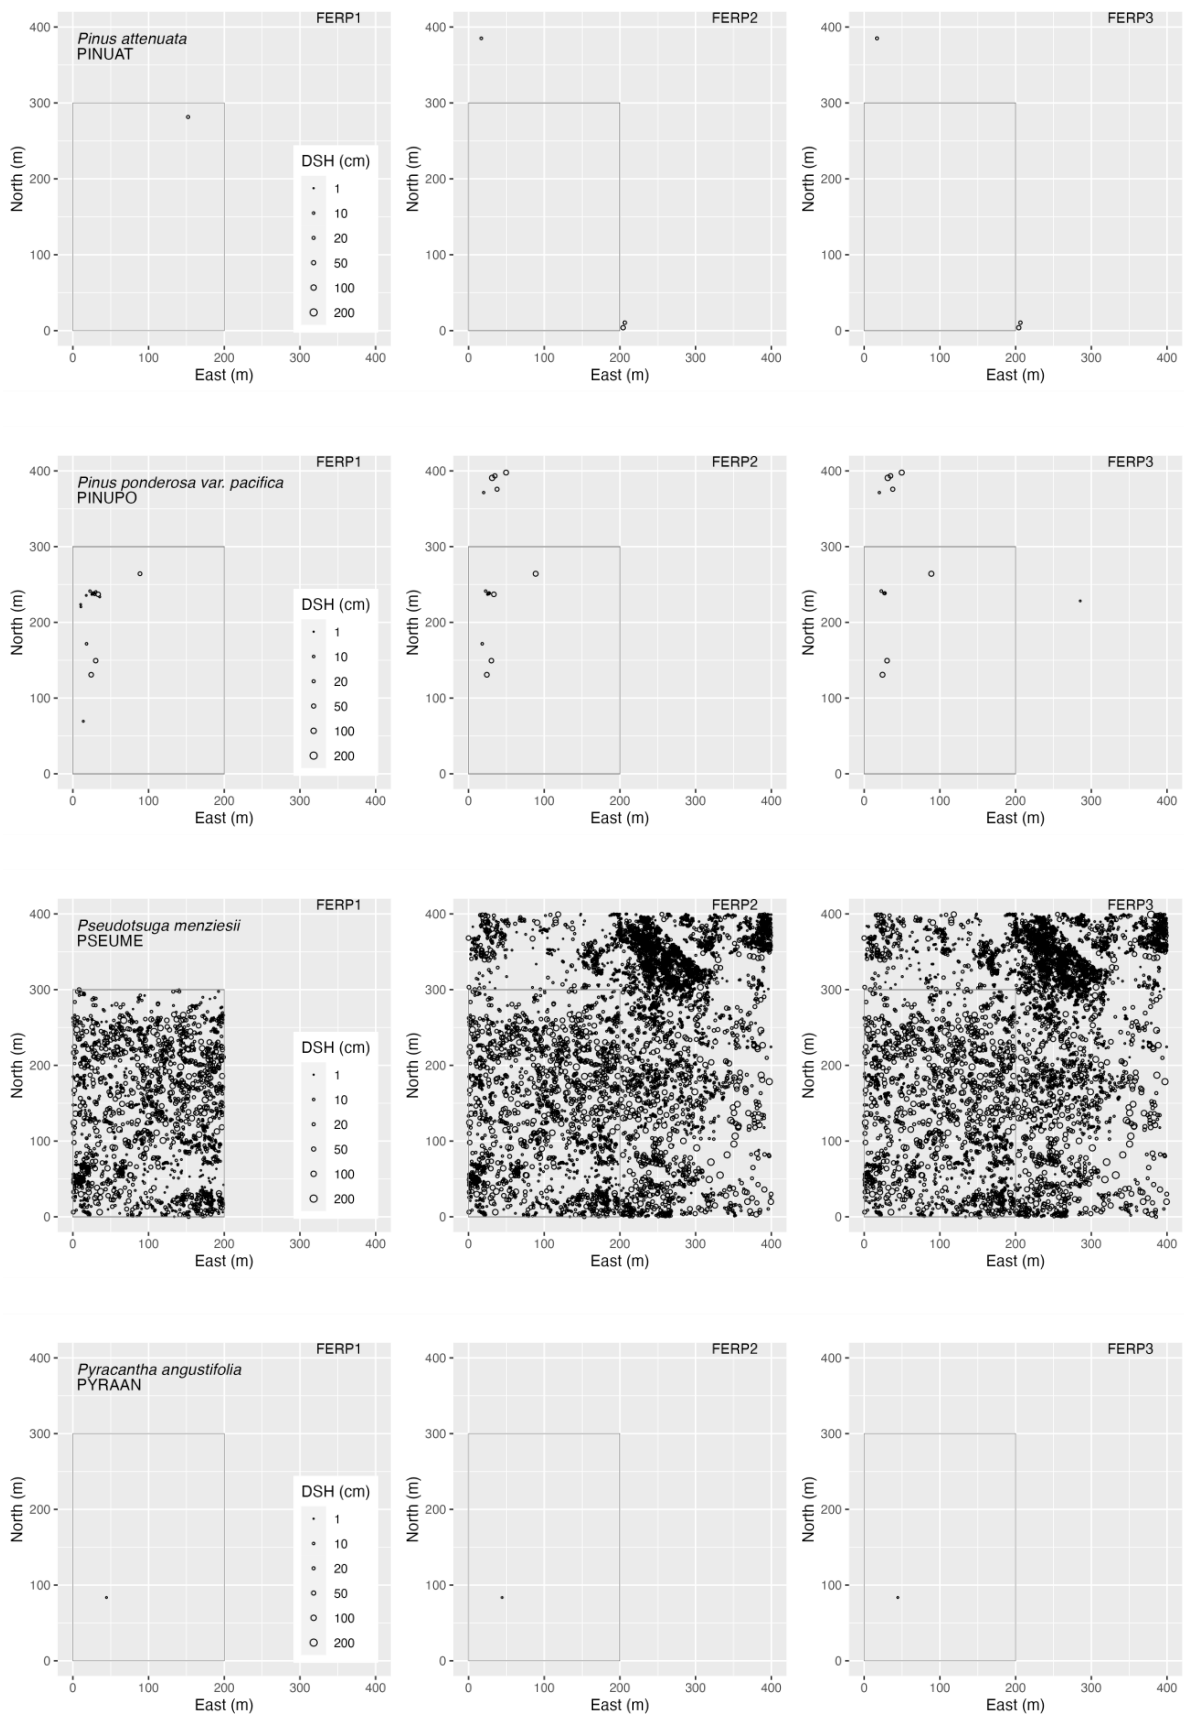 FERP1
FERP2
FERP3
Pinus attenuata
PINUAT
400
300
200
100
0
North (m)
DSH (cm)
1
10
20
50
100
200
0 100 200 300 400
East (m)
400
300
200
100
0
North (m)
0 100 200 300 400
East (m)
400
300
200
100
0
North (m)
0 100 200 300 400
East (m)
FERP1
FERP2
FERP3
Pinus ponderosa var. pacifica
PINUPO
400
300
200
100
0
North (m)
DSH (cm)
1
10
20
50
100
200
0 100 200 300 400
East (m)
400
300
200
100
0
North (m)
0 100 200 300 400
East (m)
400
300
200
100
0
North (m)
0 100 200 300 400
East (m)
FERP1
FERP2
FERP3
Pseudotsuga menziesii
PSEUME
400
300
200
100
0
North (m)
DSH (cm)
1
10
20
50
100
200
0 100 200 300 400
East (m)
400
300
200
100
0
North (m)
0 100 200 300 400
East (m)
400
300
200
100
0
North (m)
0 100 200 300 400
East (m)
FERP1
FERP2
FERP3
Pyracantha angustifolia
PYRAAN
400
300
200
100
0
North (m)
DSH (cm)
1
10
20
50
100
200
0 100 200 300 400
East (m)
400
300
200
100
0
North (m)
0 100 200 300 400
East (m)
400
300
200
100
0
North (m)
0 100 200 300 400
East (m)